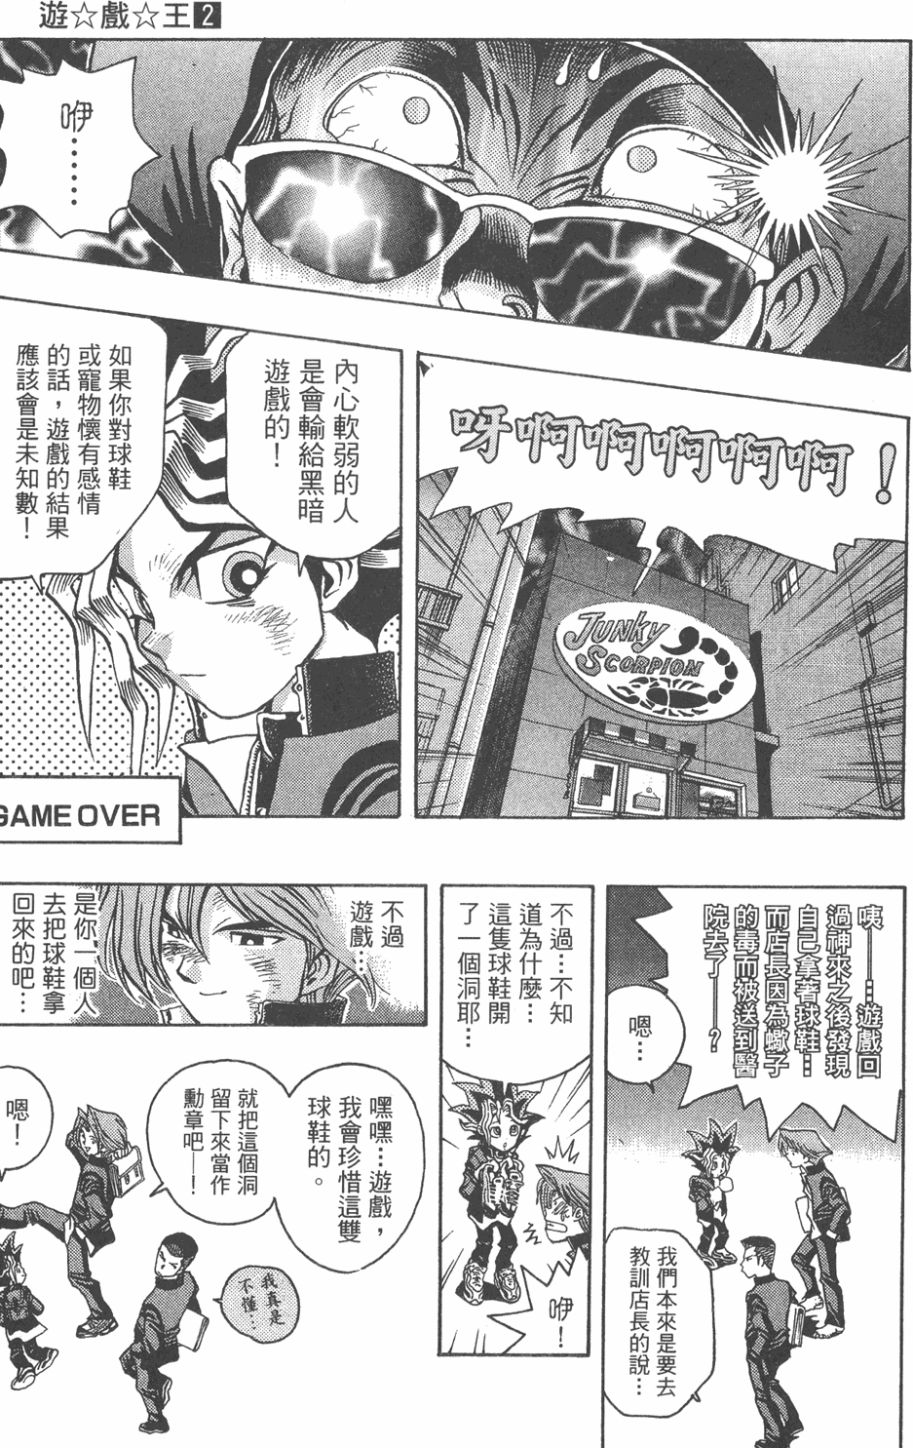 遊☆戲☆王2
咿……
呀啊啊啊啊啊啊！
JUNKY
SCORPION
內心軟弱的人
是會輸給黑暗
遊戲的！
如果你對球鞋
或寵物懷有感情
的話，遊戲的結果
應該會是未知數！
GAME OVER
咦——…遊戲回
過神來之後發現
自己拿著球鞋…
而店長因為蠍子
的毒而被送到醫
院去了——？
嗯…
我們本來是要去
教訓店長的說…
不過…不知
道為什麼…
這隻球鞋開
了一個洞耶…
咿！
不過
遊戲…
是你一個人
去把球鞋拿
回來的吧…
嘿嘿…遊戲，
我會珍惜這雙
球鞋的。
就把這個洞
留下來當作
勳章吧—！
我真是
不懂…
嗯！